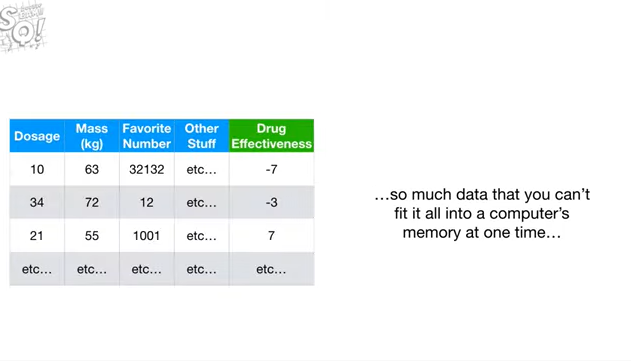 SQ!
Dosage Mass (kg) Favorite Number Other Stuff Drug Effectiveness
10 63 32132 etc... -7
34 72 12 etc... -3
21 55 1001 etc... 7
etc... etc... etc... etc... etc...
...so much data that you can't
fit it all into a computer's
memory at one time...